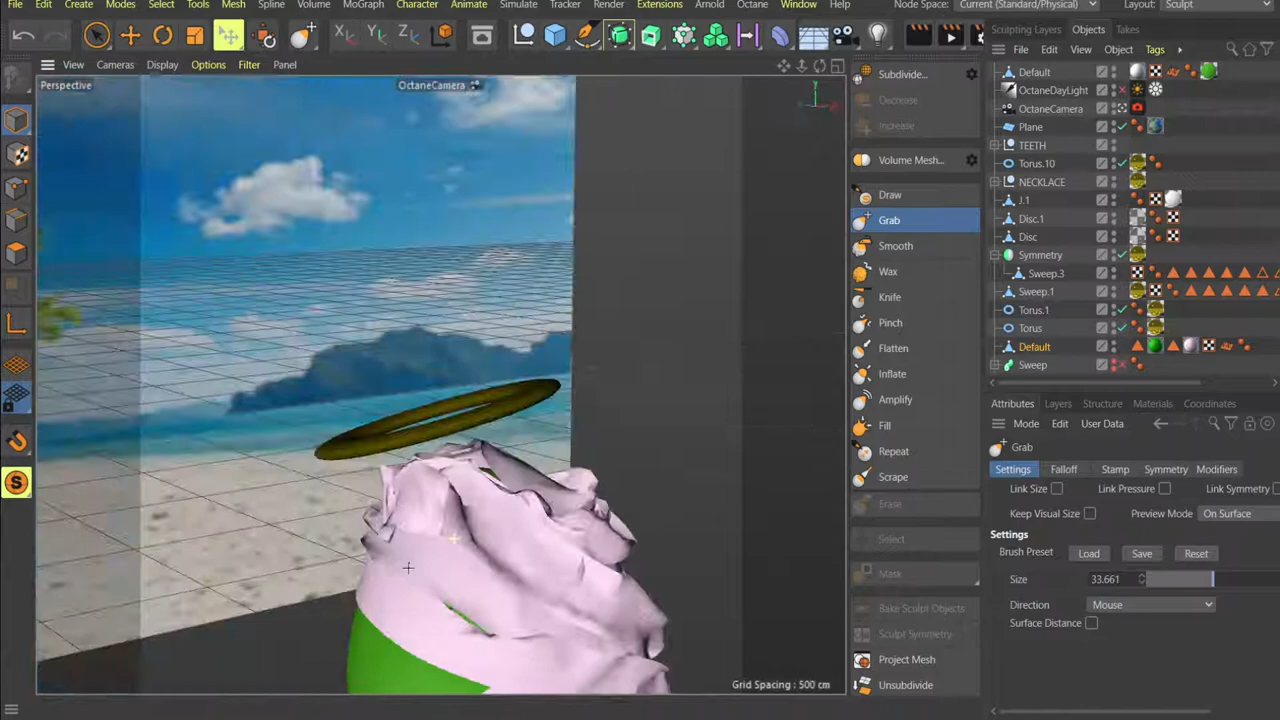 File Edit Create Modes Select Tools Mesh Spline Volume MoGraph Character Animate Simulate Tracker Render Extensions Arnold Octane Window Help Node Space: Current (Standard/Physical) Layout: Sculpt
Sculpting Layers Objects Takes
File Edit View Object Tags
View Cameras Display Options Filter Panel
Perspective
OctaneCamera
Y
X Y Z
Subdivide...
Decrease
Increase
Volume Mesh...
Draw
Grab
Smooth
Wax
Knife
Pinch
Flatten
Inflate
Amplify
Fill
Repeat
Scrape
Erase
Select
Mask
Bake Sculpt Objects
Sculpt Symmetry
Project Mesh
Unsubdivide
Default
OctaneDayLight
OctaneCamera
Plane
TEETH
Torus.10
NECKLACE
J.1
Disc.1
Disc
Symmetry
Sweep.3
Sweep.1
Torus.1
Torus
Default
Sweep
Attributes Layers Structure Materials Coordinates
Mode Edit User Data
Grab
Settings Falloff Stamp Symmetry Modifiers
Link Size Link Pressure Link Symmetry
Keep Visual Size Preview Mode On Surface
Settings
Brush Preset Load Save Reset
Size 33.661
Direction Mouse
Surface Distance
S
Grid Spacing : 500 cm